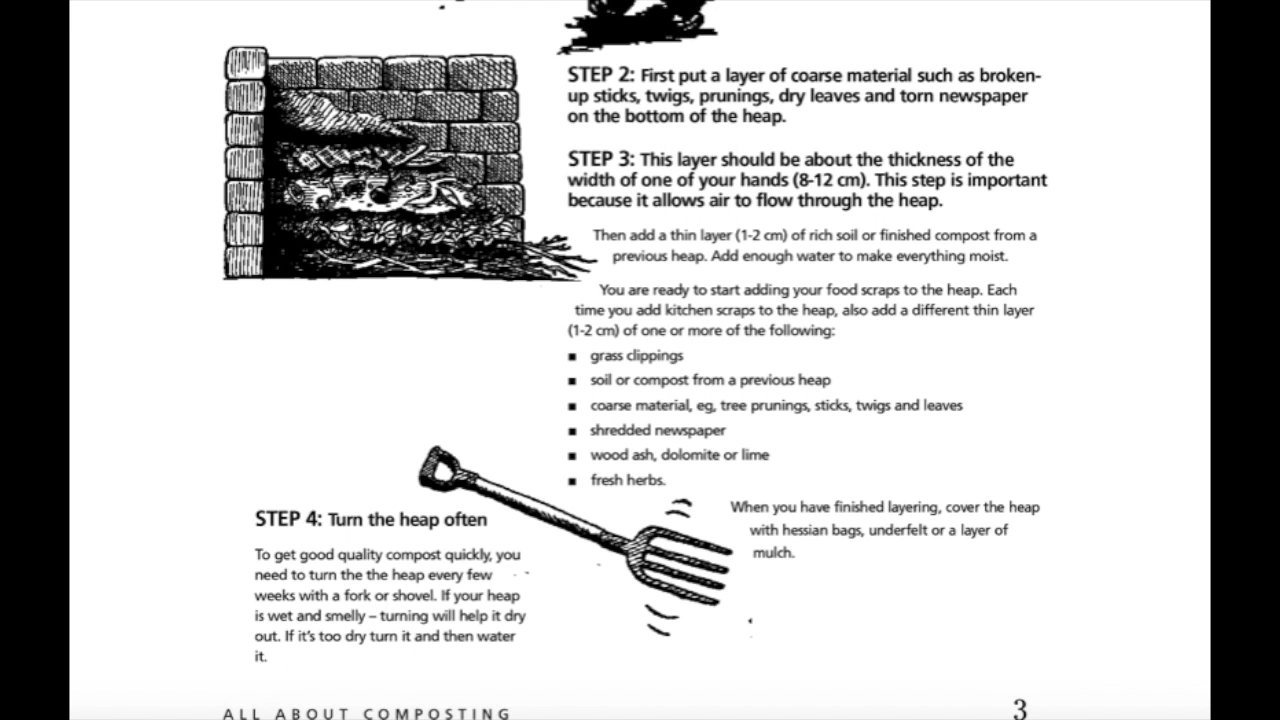 STEP 2: First put a layer of coarse material such as broken-
up sticks, twigs, prunings, dry leaves and torn newspaper
on the bottom of the heap.
STEP 3: This layer should be about the thickness of the
width of one of your hands (8-12 cm). This step is important
because it allows air to flow through the heap.
Then add a thin layer (1-2 cm) of rich soil or finished compost from a
previous heap. Add enough water to make everything moist.
You are ready to start adding your food scraps to the heap. Each
time you add kitchen scraps to the heap, also add a different thin layer
(1-2 cm) of one or more of the following:
■ grass clippings
■ soil or compost from a previous heap
■ coarse material, eg, tree prunings, sticks, twigs and leaves
■ shredded newspaper
■ wood ash, dolomite or lime
■ fresh herbs.
When you have finished layering, cover the heap
with hessian bags, underfelt or a layer of
mulch.
STEP 4: Turn the heap often
To get good quality compost quickly, you
need to turn the the heap every few
weeks with a fork or shovel. If your heap
is wet and smelly – turning will help it dry
out. If it's too dry turn it and then water
it.
ALL ABOUT COMPOSTING
3